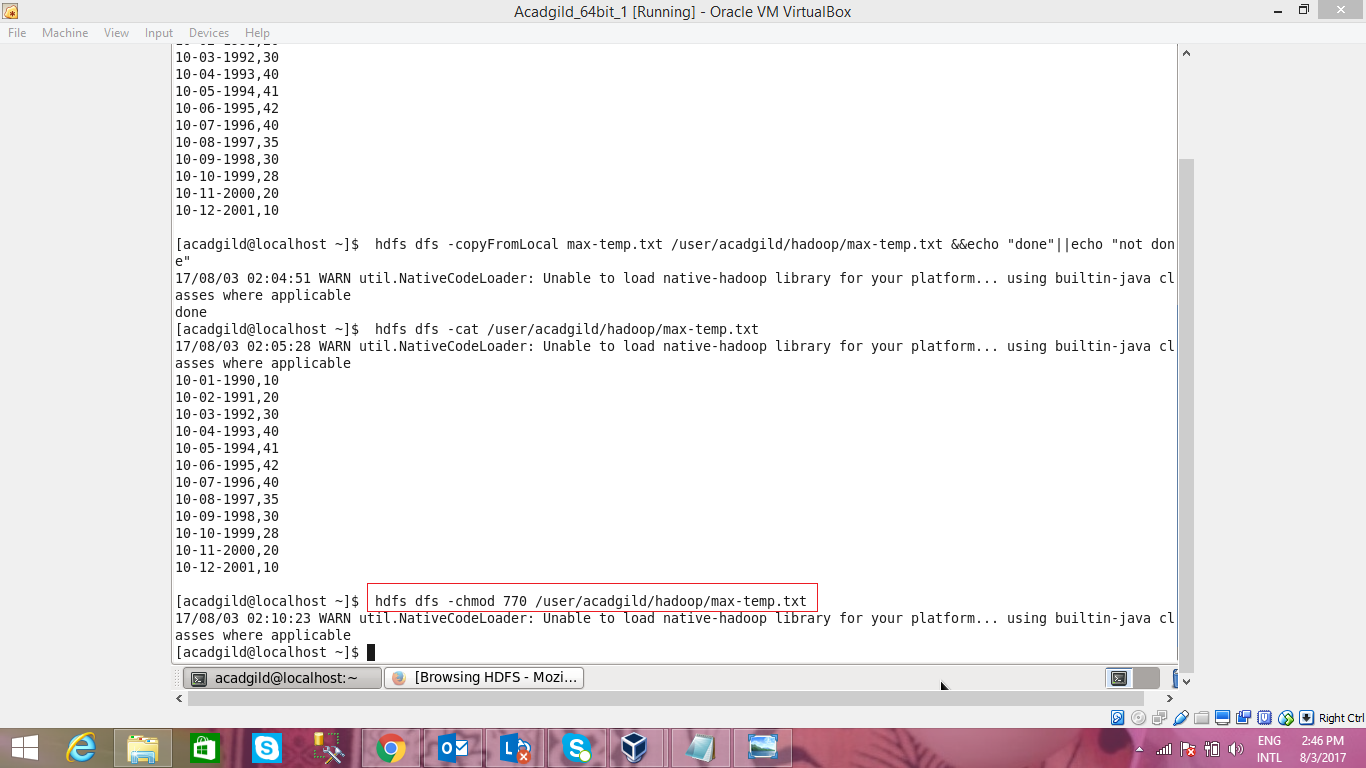 Acadgild_64bit_1 [Running] - Oracle VM VirtualBox
File Machine View Input Devices Help
10-03-1992,30
10-04-1993,40
10-05-1994,41
10-06-1995,42
10-07-1996,40
10-08-1997,35
10-09-1998,30
10-10-1999,28
10-11-2000,20
10-12-2001,10
[acadgild@localhost ~]$  hdfs dfs -copyFromLocal max-temp.txt /user/acadgild/hadoop/max-temp.txt &&echo "done"||echo "not don
e"
17/08/03 02:04:51 WARN util.NativeCodeLoader: Unable to load native-hadoop library for your platform... using builtin-java cl
asses where applicable
done
[acadgild@localhost ~]$  hdfs dfs -cat /user/acadgild/hadoop/max-temp.txt
17/08/03 02:05:28 WARN util.NativeCodeLoader: Unable to load native-hadoop library for your platform... using builtin-java cl
asses where applicable
10-01-1990,10
10-02-1991,20
10-03-1992,30
10-04-1993,40
10-05-1994,41
10-06-1995,42
10-07-1996,40
10-08-1997,35
10-09-1998,30
10-10-1999,28
10-11-2000,20
10-12-2001,10
[acadgild@localhost ~]$  hdfs dfs -chmod 770 /user/acadgild/hadoop/max-temp.txt
17/08/03 02:10:23 WARN util.NativeCodeLoader: Unable to load native-hadoop library for your platform... using builtin-java cl
asses where applicable
[acadgild@localhost ~]$
acadgild@localhost:~ [Browsing HDFS - Mozi...
Right Ctrl
ENG 2:46 PM
INTL 8/3/2017